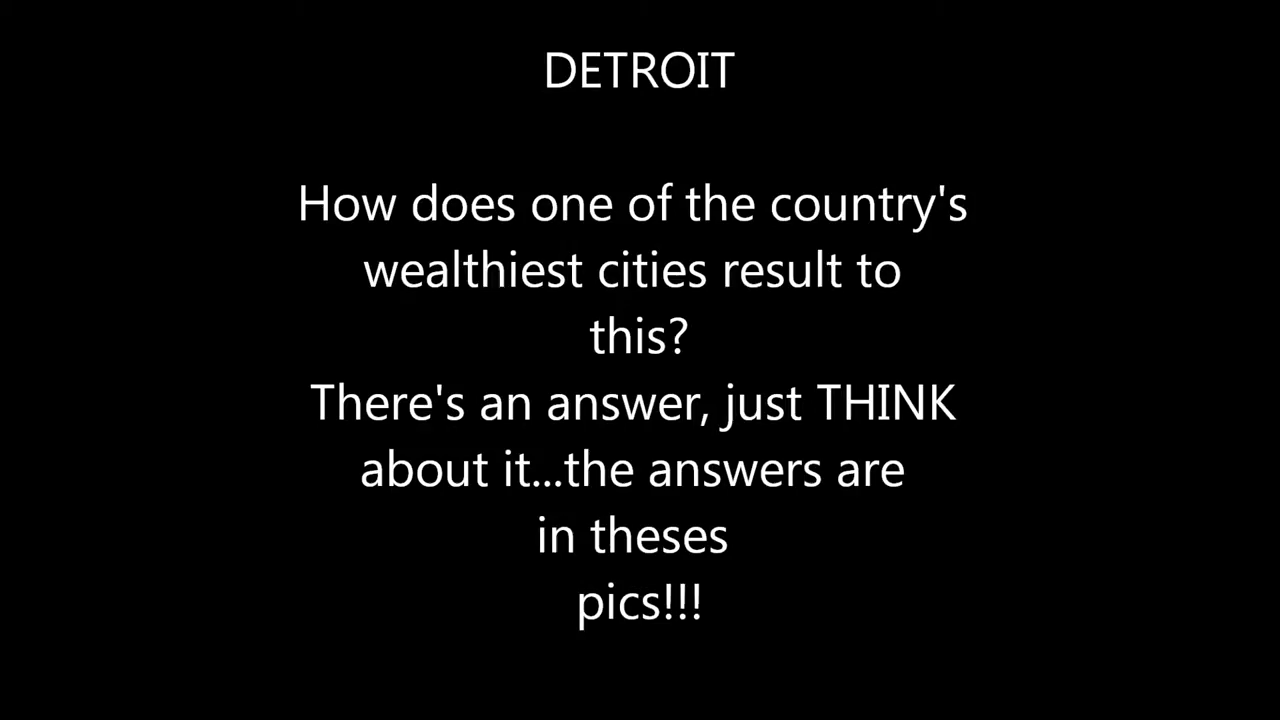 DETROIT
How does one of the country's
wealthiest cities result to
this?
There's an answer, just THINK
about it...the answers are
in theses
pics!!!